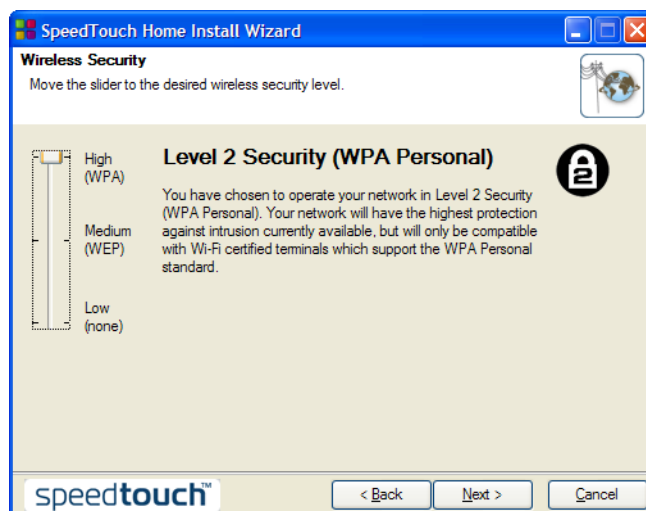 SpeedTouch Home Install Wizard
Wireless Security
Move the slider to the desired wireless security level.
High
(WPA)
Medium
(WEP)
Low
(none)
Level 2 Security (WPA Personal)
2
You have chosen to operate your network in Level 2 Security
(WPA Personal). Your network will have the highest protection
against intrusion currently available, but will only be compatible
with Wi-Fi certified terminals which support the WPA Personal
standard.
speedtouch™
< Back
Next >
Cancel